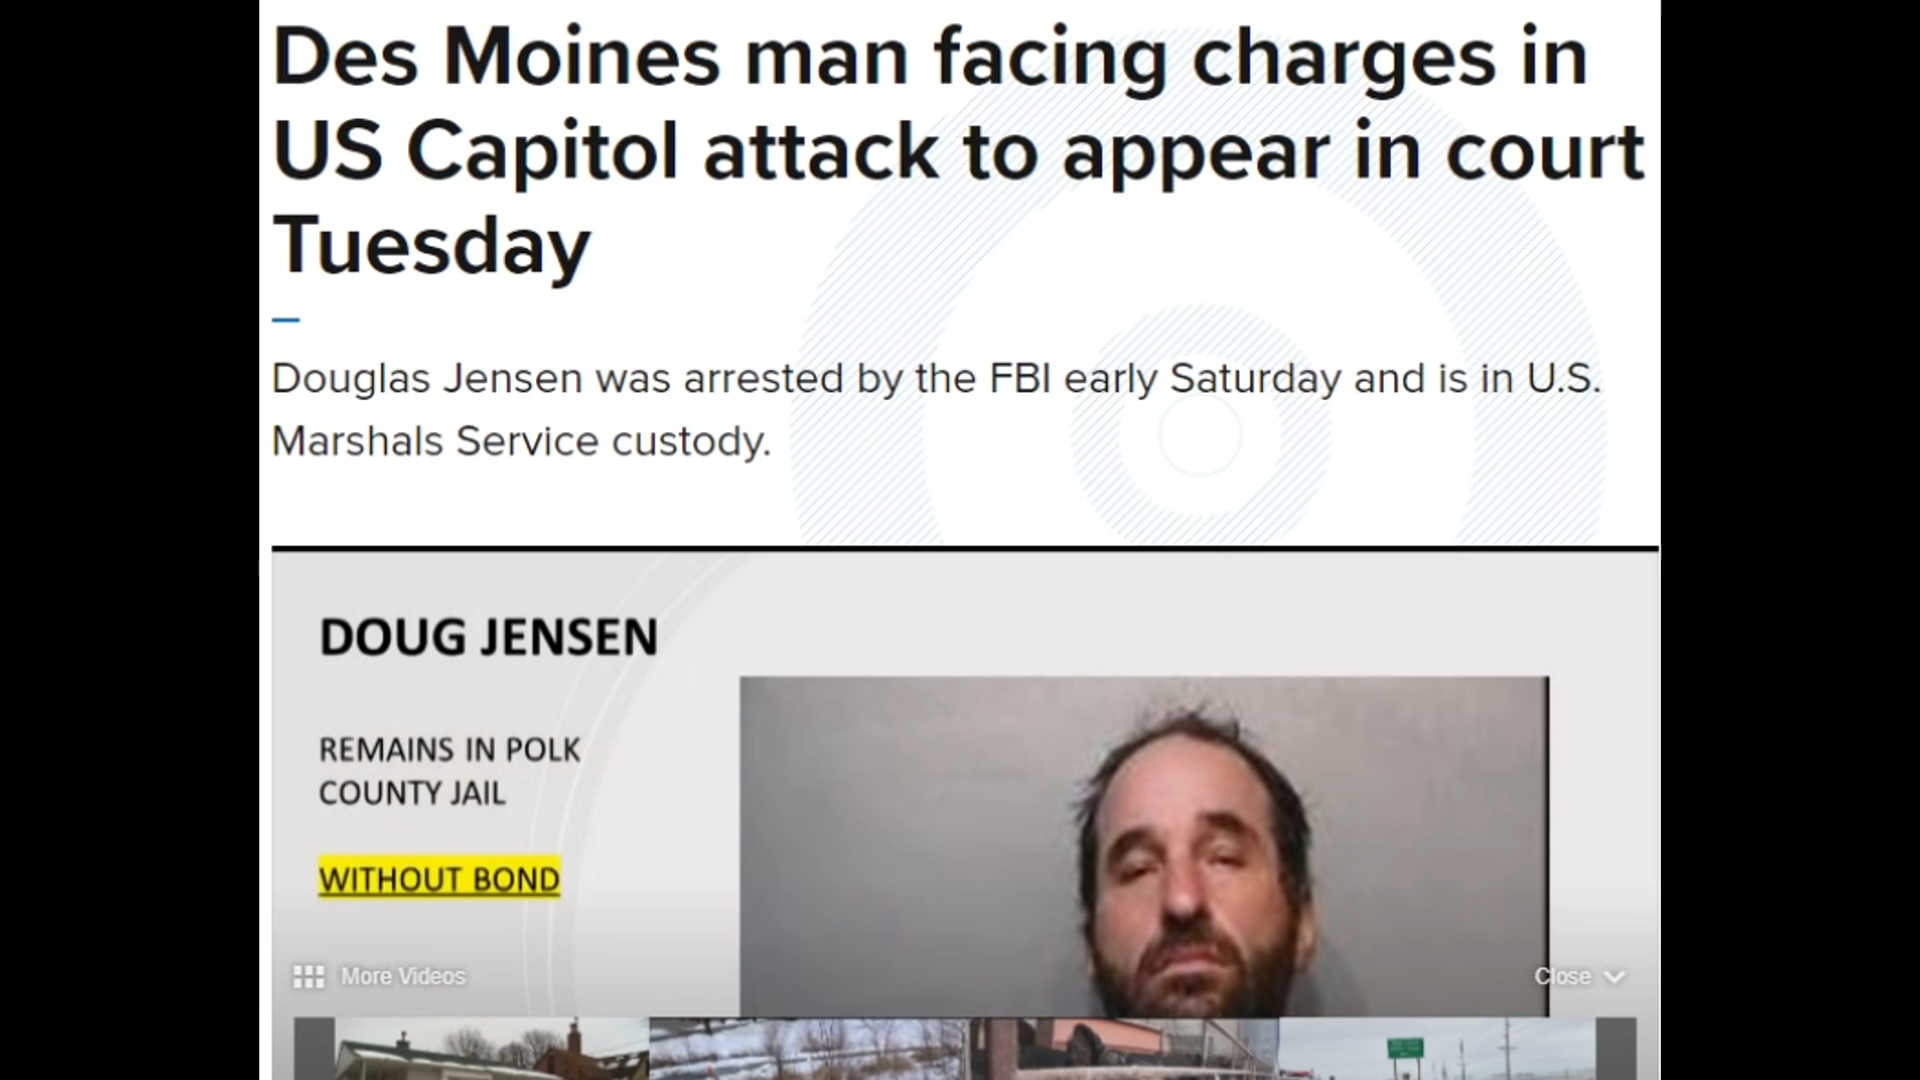 Des Moines man facing charges in
US Capitol attack to appear in court
Tuesday
Douglas Jensen was arrested by the FBI early Saturday and is in U.S.
Marshals Service custody.
DOUG JENSEN
REMAINS IN POLK
COUNTY JAIL
WITHOUT BOND
More Videos
Close